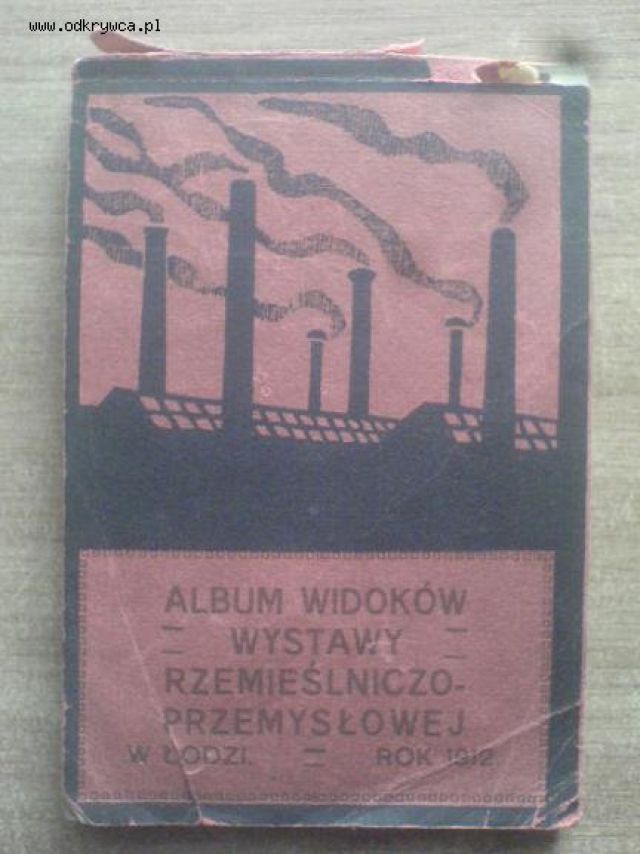 www.odkrywca.pl
ALBUM WIDOKÓW
= WYSTAWY =
RZEMIEŚLNICZO-
PRZEMYSŁOWEJ
W ŁODZI. = ROK 1912.